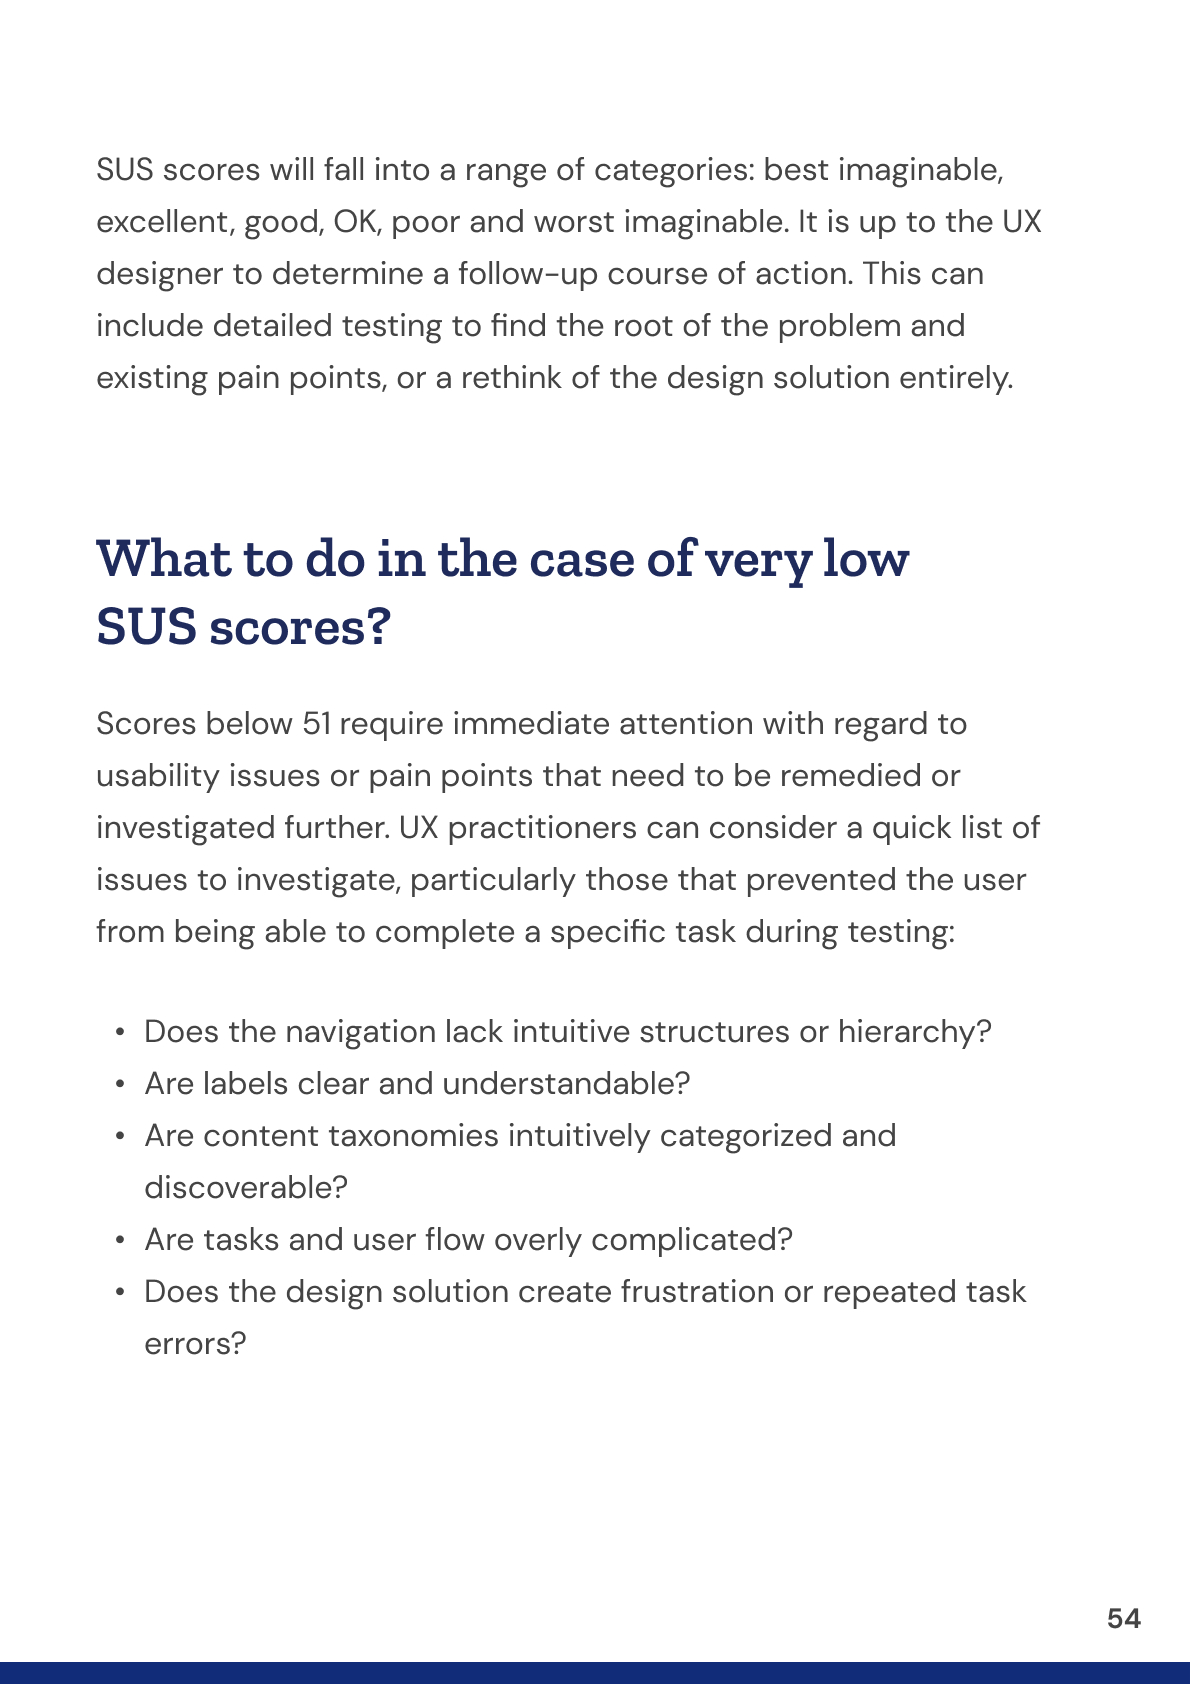 SUS scores will fall into a range of categories: best imaginable,
excellent, good, OK, poor and worst imaginable. It is up to the UX
designer to determine a follow-up course of action. This can
include detailed testing to find the root of the problem and
existing pain points, or a rethink of the design solution entirely.
What to do in the case of very low
SUS scores?
Scores below 51 require immediate attention with regard to
usability issues or pain points that need to be remedied or
investigated further. UX practitioners can consider a quick list of
issues to investigate, particularly those that prevented the user
from being able to complete a specific task during testing:
• Does the navigation lack intuitive structures or hierarchy?
• Are labels clear and understandable?
• Are content taxonomies intuitively categorized and
discoverable?
• Are tasks and user flow overly complicated?
• Does the design solution create frustration or repeated task
errors?
54